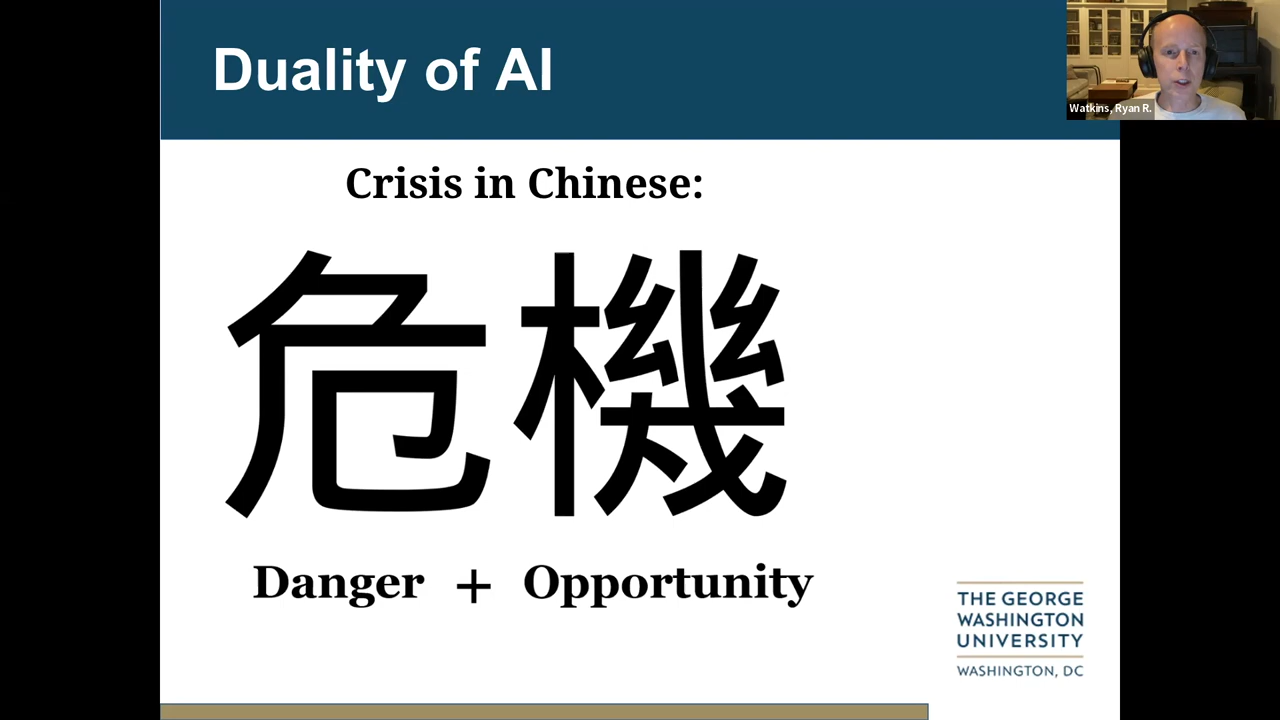 Duality of AI
Watkins, Ryan R.
Crisis in Chinese:
危機
Danger + Opportunity
THE GEORGE
WASHINGTON
UNIVERSITY
WASHINGTON, DC